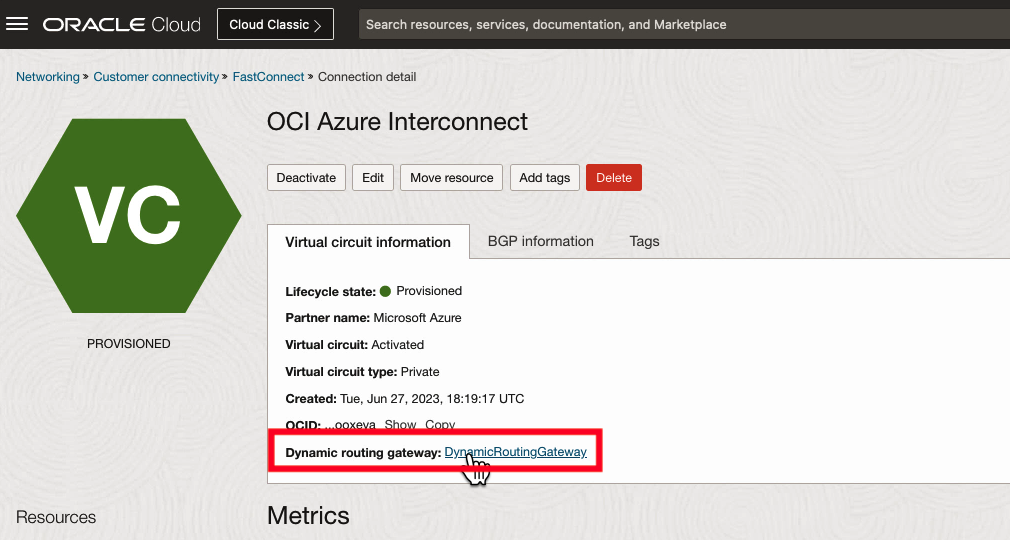 ORACLE Cloud
Cloud Classic >
Search resources, services, documentation, and Marketplace
Networking » Customer connectivity » FastConnect » Connection detail
VC
PROVISIONED
OCI Azure Interconnect
Deactivate
Edit
Move resource
Add tags
Delete
Virtual circuit information
BGP information
Tags
Lifecycle state: Provisioned
Partner name: Microsoft Azure
Virtual circuit: Activated
Virtual circuit type: Private
Created: Tue, Jun 27, 2023, 18:19:17 UTC
OCID: ...ooxeva Show Copy
Dynamic routing gateway: DynamicRoutingGateway
Resources
Metrics